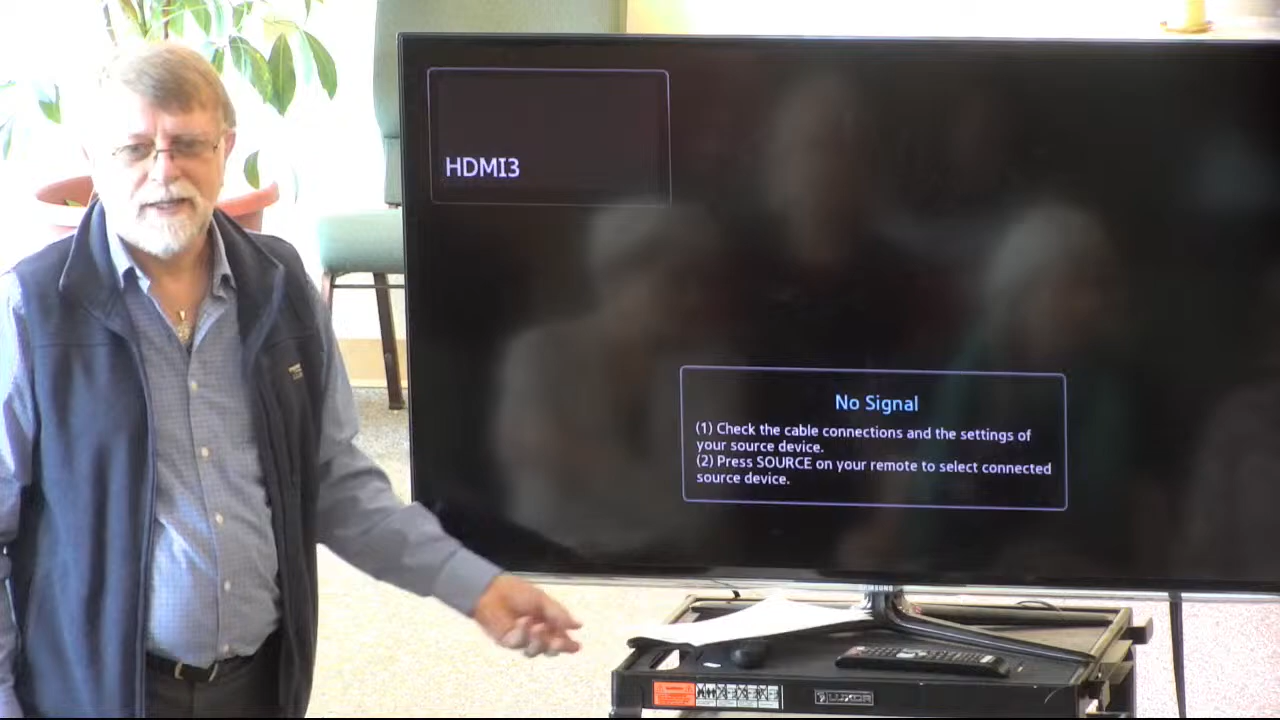 HDMI3
No Signal
(1) Check the cable connections and the settings of
your source device.
(2) Press SOURCE on your remote to select connected
source device.
LUXOR